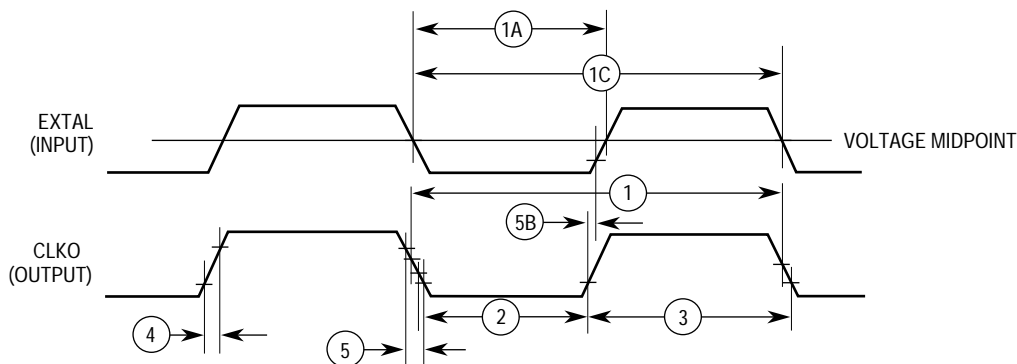 1A
1C
EXTAL
(INPUT)
VOLTAGE MIDPOINT
1
5B
CLKO
(OUTPUT)
2
3
4
5